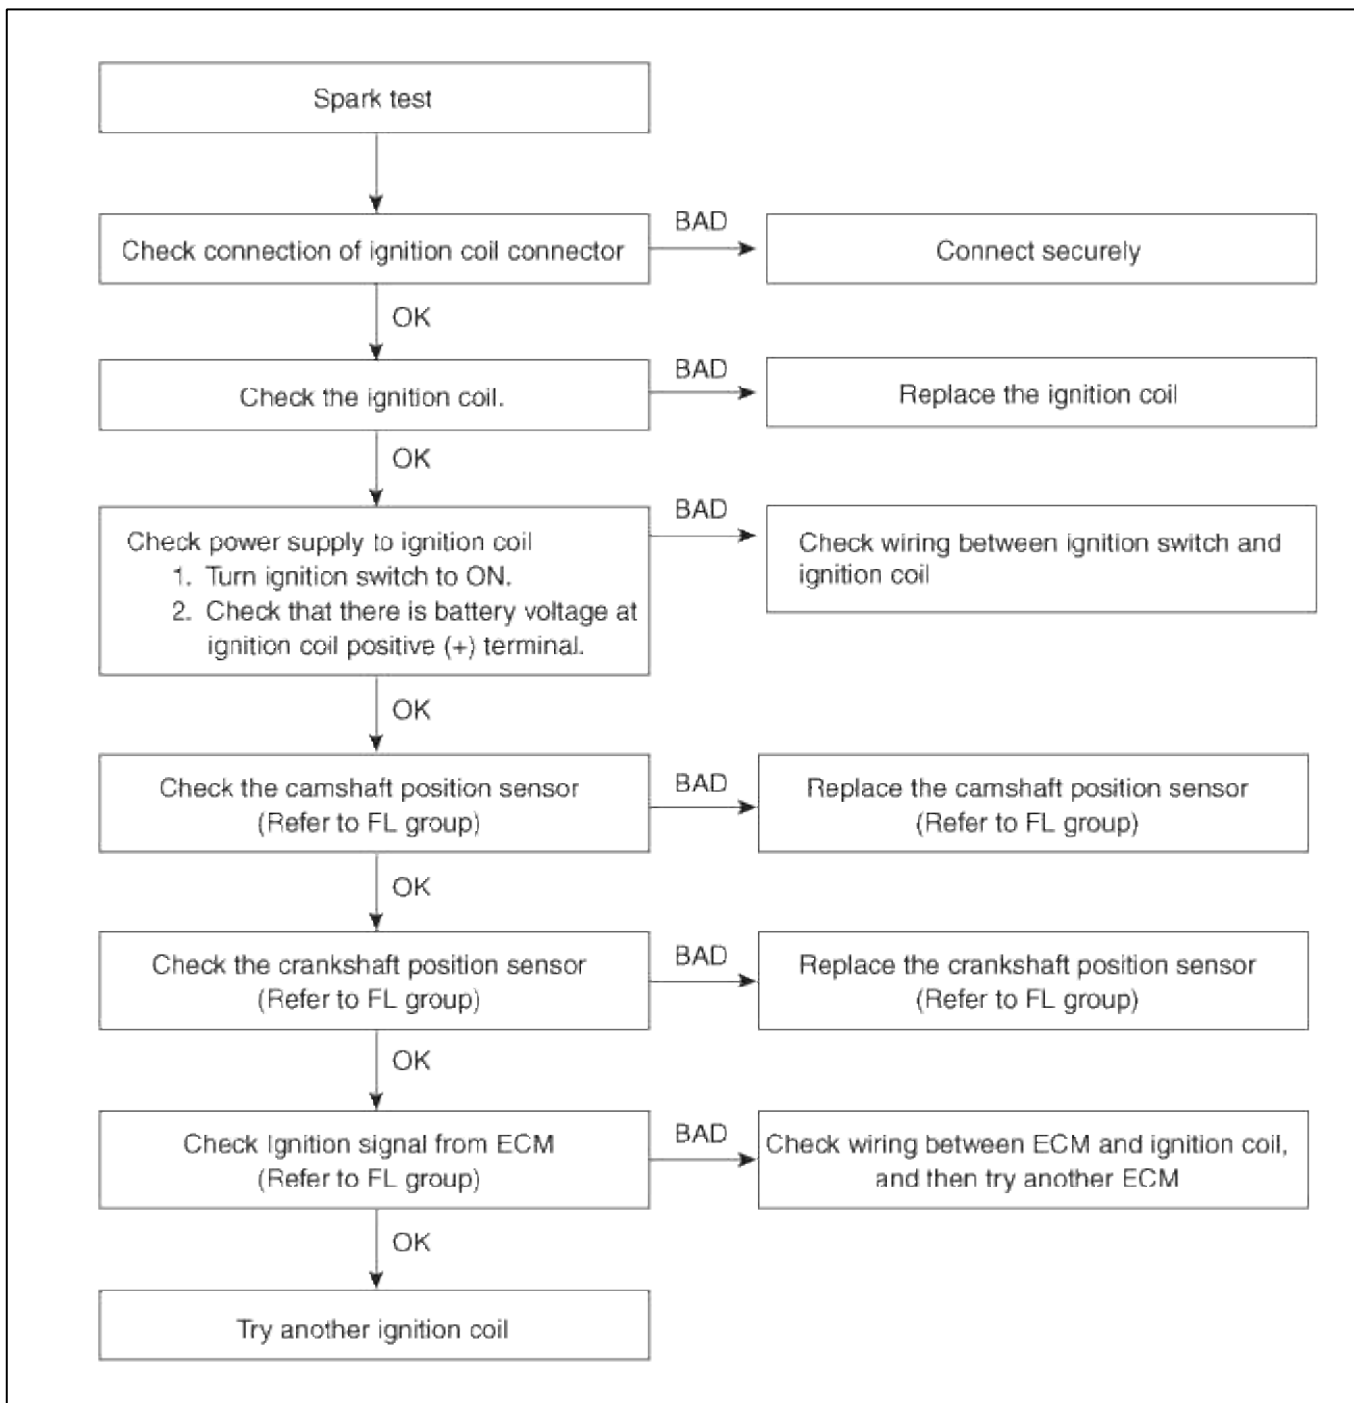 Spark test
Check connection of ignition coil connector
BAD
Connect securely
OK
Check the ignition coil.
BAD
Replace the ignition coil
OK
Check power supply to ignition coil
1. Turn ignition switch to ON.
2. Check that there is battery voltage at
ignition coil positive (+) terminal.
BAD
Check wiring between ignition switch and
ignition coil
OK
Check the camshaft position sensor
(Refer to FL group)
BAD
Replace the camshaft position sensor
(Refer to FL group)
OK
Check the crankshaft position sensor
(Refer to FL group)
BAD
Replace the crankshaft position sensor
(Refer to FL group)
OK
Check Ignition signal from ECM
(Refer to FL group)
BAD
Check wiring between ECM and ignition coil,
and then try another ECM
OK
Try another ignition coil